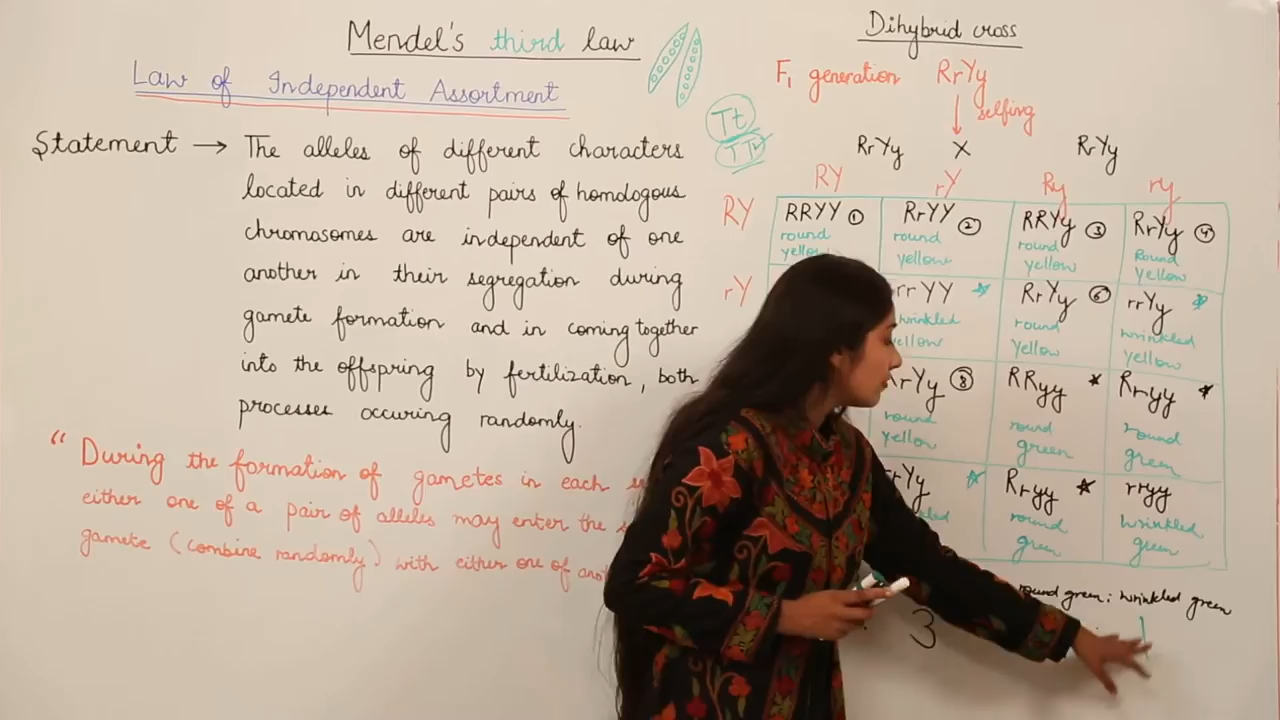 Mendel's third law
Law of Independent Assortment
Statement → The alleles of different characters
located in different pairs of homologous
chromosomes are independent of one
another in their segregation during
gamete formation and in coming together
into the offspring by fertilization, both
processes occuring randomly.
" During the formation of gametes in each
either one of a pair of alleles may enter the
gamete (combine randomly) with either one of
Tt
Dihybrid cross
F₁ generation RrYy
selfing
RrYy X RrYy
RY rY Ry ry
RY RRYY ① RrYY ② RRYy ③ RrYy ④
round round round Round
yellow yellow yellow yellow
rY rrYY * RrYy ⑥ rrYy *
wrinkled round wrinkled
yellow yellow yellow
RrYy ⑧ RRyy * Rryy *
round round round
yellow green green
rrYy * Rryy * rryy
round wrinkled
green green
round green : wrinkled green
: 3